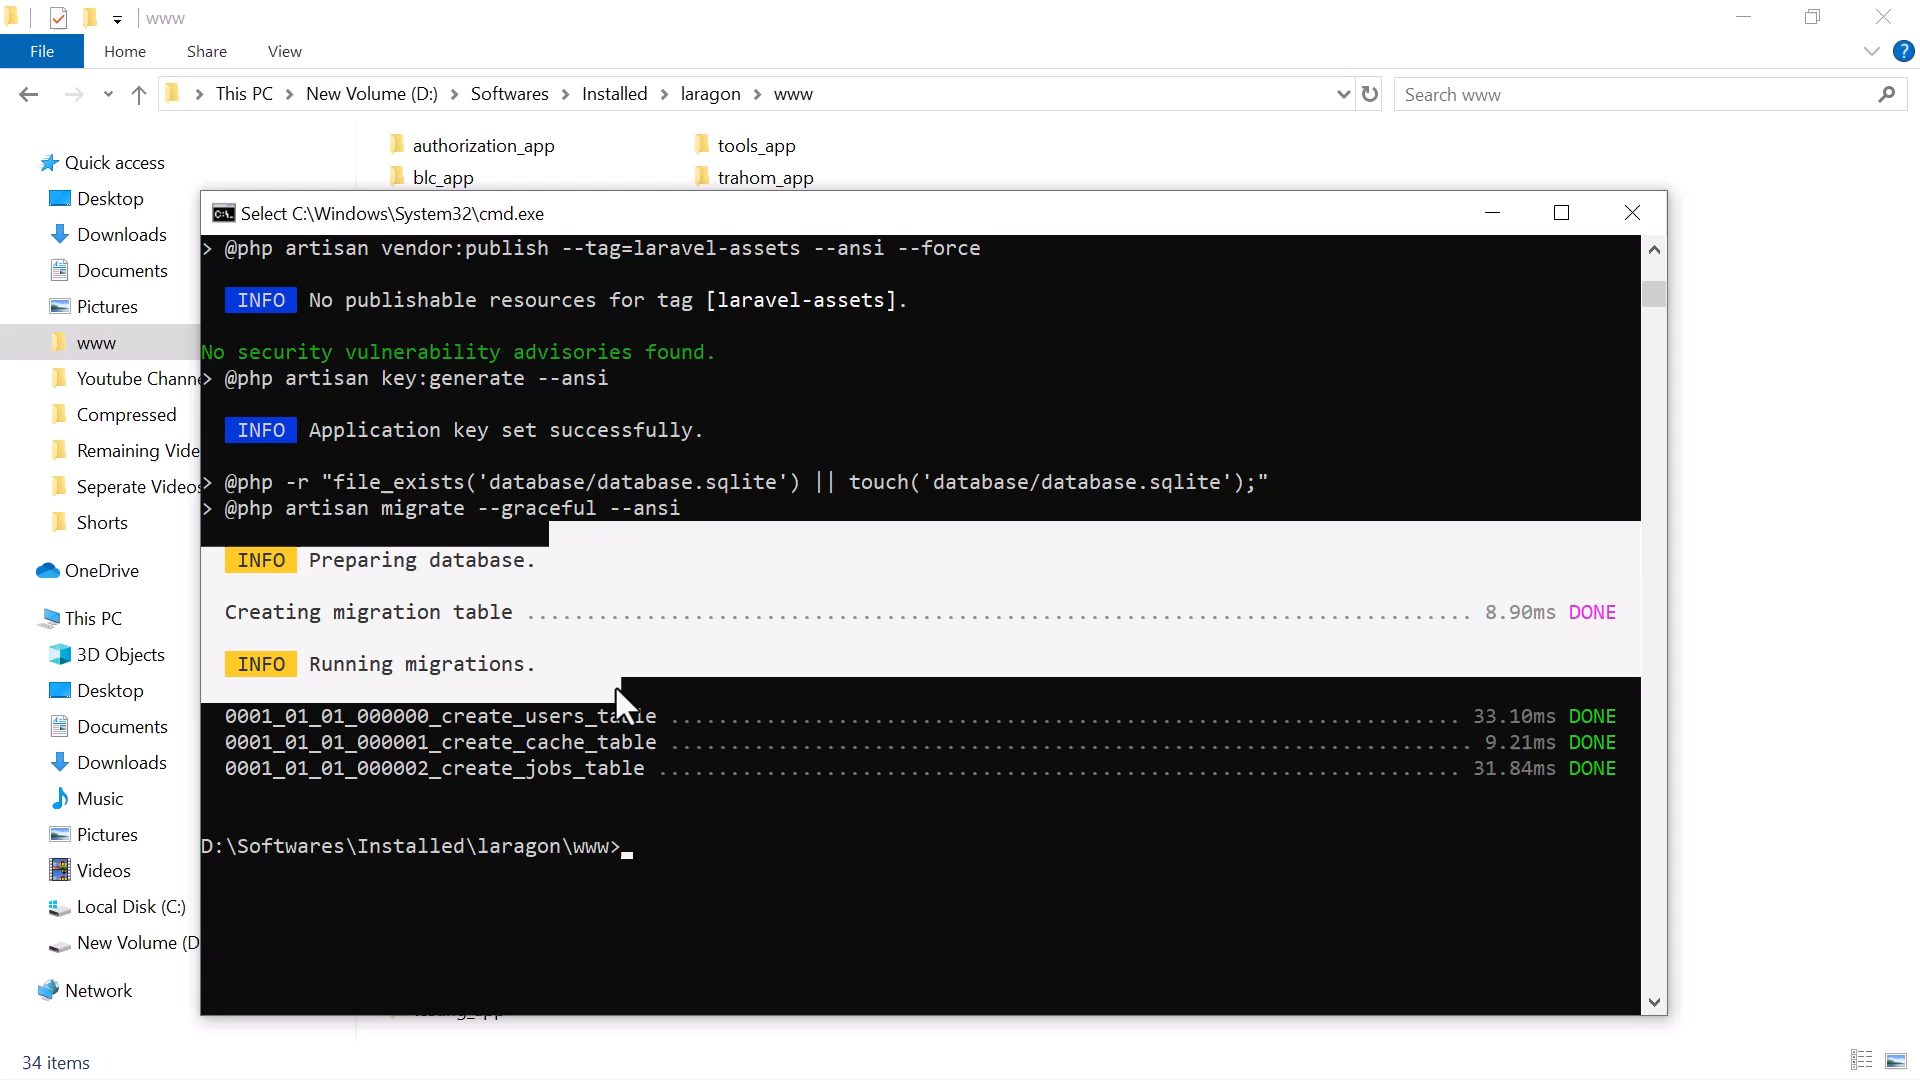 www
File
Home
Share
View
This PC > New Volume (D:) > Softwares > Installed > laragon > www
Search www
Quick access
Desktop
Downloads
Documents
Pictures
www
Youtube Chann
Compressed
Remaining Vide
Seperate Videos
Shorts
OneDrive
This PC
3D Objects
Desktop
Documents
Downloads
Music
Pictures
Videos
Local Disk (C:)
New Volume (D
Network
authorization_app
blc_app
tools_app
trahom_app
Select C:\Windows\System32\cmd.exe
> @php artisan vendor:publish --tag=laravel-assets --ansi --force
INFO No publishable resources for tag [laravel-assets].
No security vulnerability advisories found.
> @php artisan key:generate --ansi
INFO Application key set successfully.
> @php -r "file_exists('database/database.sqlite') || touch('database/database.sqlite');"
> @php artisan migrate --graceful --ansi
INFO Preparing database.
Creating migration table ............................................................................... 8.90ms DONE
INFO Running migrations.
0001_01_01_000000_create_users_table .................................................................. 33.10ms DONE
0001_01_01_000001_create_cache_table ................................................................... 9.21ms DONE
0001_01_01_000002_create_jobs_table ................................................................... 31.84ms DONE
D:\Softwares\Installed\laragon\www>
34 items